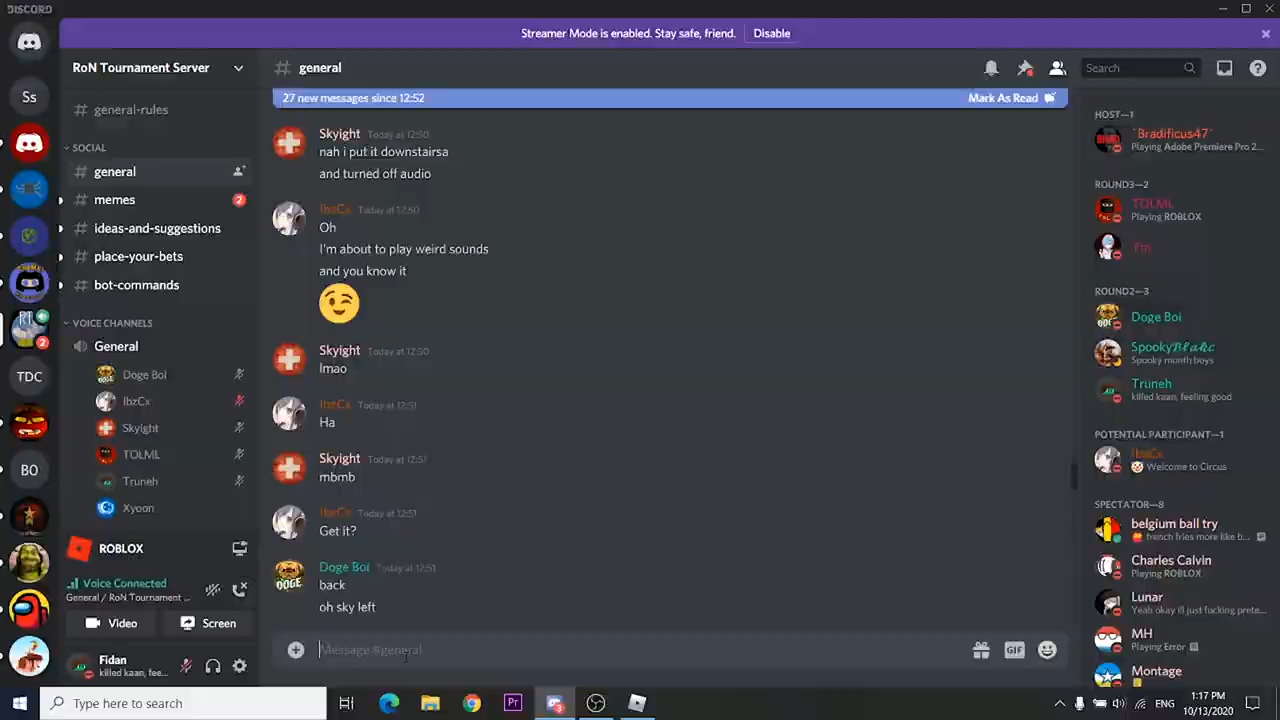 DISCORD
Streamer Mode is enabled. Stay safe, friend. Disable
Ss
RT
2
TDC
BO
RoN Tournament Server
# general-rules
SOCIAL
# general
# memes 2
# ideas-and-suggestions
# place-your-bets
# bot-commands
VOICE CHANNELS
General
Doge Boi
IbzCx
Skyight
TOLML
Truneh
Xyoon
ROBLOX
Voice Connected
General / RoN Tournament ...
Video Screen
Fidan
killed kaan, fee...
# general
Search
27 new messages since 12:52 Mark As Read
Skyight Today at 12:50
nah i put it downstairsa
and turned off audio
IbzCx Today at 12:50
Oh
I'm about to play weird sounds
and you know it
Skyight Today at 12:50
lmao
IbzCx Today at 12:51
Ha
Skyight Today at 12:51
mbmb
IbzCx Today at 12:51
Get it?
Doge Boi Today at 12:51
back
oh sky left
Message #general
GIF
HOST—1
`Bradificus47`
Playing Adobe Premiere Pro 2...
ROUND3—2
TOLML
Playing ROBLOX
ROUND2—3
Doge Boi
Spooky𝓑𝓵𝓪𝓴𝓮
Spooky month boys
Truneh
killed kaan, feeling good
POTENTIAL PARTICIPANT—1
IbzCx
Welcome to Circus
SPECTATOR—8
belgium ball try
french fries more like b...
Charles Calvin
Playing ROBLOX
Lunar
Yeah okay ill just fucking prete...
MH
Playing Error
Montage
Type here to search
Pr
ENG
1:17 PM
10/13/2020